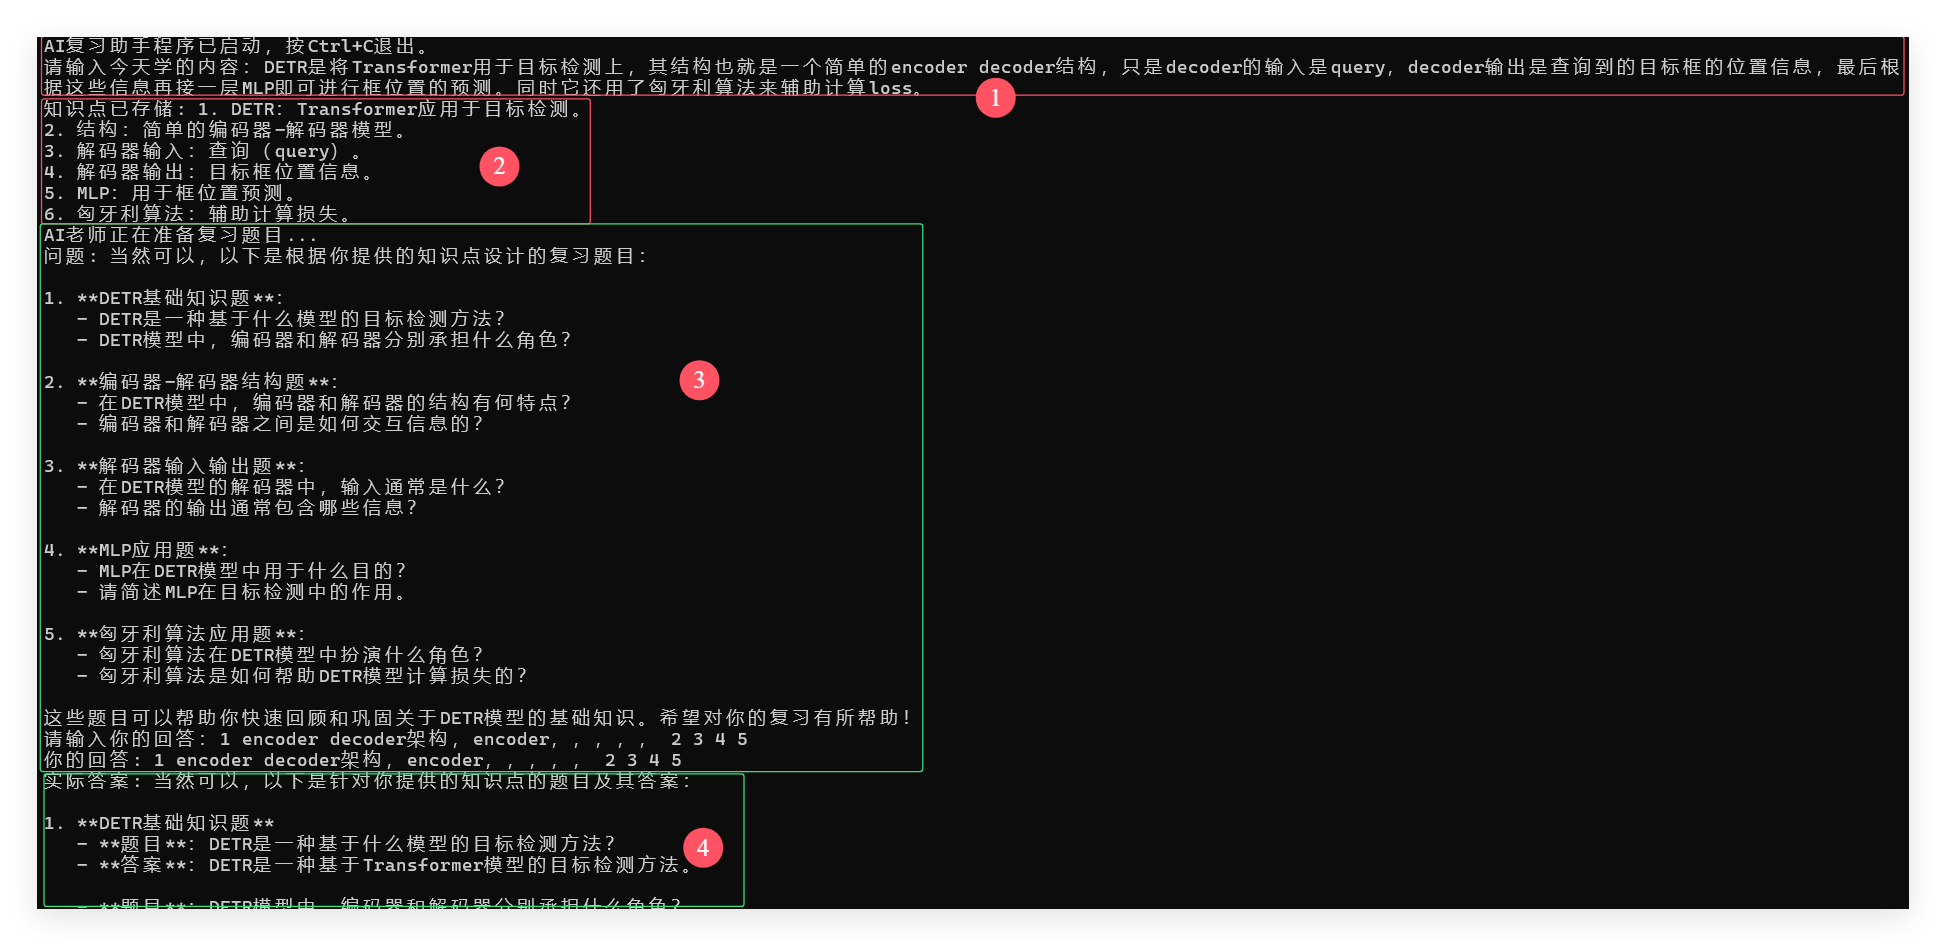 AI复习助手程序已启动，按Ctrl+C退出。
请输入今天学的内容：DETR是将Transformer用于目标检测上，其结构也就是一个简单的encoder decoder结构，只是decoder的输入是query，decoder输出是查询到的目标框的位置信息，最后根
据这些信息再接一层MLP即可进行框位置的预测。同时它还用了匈牙利算法来辅助计算loss。
1
知识点已存储：1. DETR：Transformer应用于目标检测。
2. 结构：简单的编码器-解码器模型。
3. 解码器输入：查询（query）。
2
4. 解码器输出：目标框位置信息。
5. MLP：用于框位置预测。
6. 匈牙利算法：辅助计算损失。
AI老师正在准备复习题目...
问题：当然可以，以下是根据你提供的知识点设计的复习题目：
1. **DETR基础知识题**：
- DETR是一种基于什么模型的目标检测方法？
- DETR模型中，编码器和解码器分别承担什么角色？
3
2. **编码器-解码器结构题**：
- 在DETR模型中，编码器和解码器的结构有何特点？
- 编码器和解码器之间是如何交互信息的？
3. **解码器输入输出题**：
- 在DETR模型的解码器中，输入通常是什么？
- 解码器的输出通常包含哪些信息？
4. **MLP应用题**：
- MLP在DETR模型中用于什么目的？
- 请简述MLP在目标检测中的作用。
5. **匈牙利算法应用题**：
- 匈牙利算法在DETR模型中扮演什么角色？
- 匈牙利算法是如何帮助DETR模型计算损失的？
这些题目可以帮助你快速回顾和巩固关于DETR模型的基础知识。希望对你的复习有所帮助！
请输入你的回答：1 encoder decoder架构，encoder，，，，， 2 3 4 5
你的回答：1 encoder decoder架构，encoder，，，，， 2 3 4 5
实际答案：当然可以，以下是针对你提供的知识点的题目及其答案：
1. **DETR基础知识题**
- **题目**：DETR是一种基于什么模型的目标检测方法？
4
- **答案**：DETR是一种基于Transformer模型的目标检测方法。
- **题目**：DETR模型中，编码器和解码器分别承担什么角色？